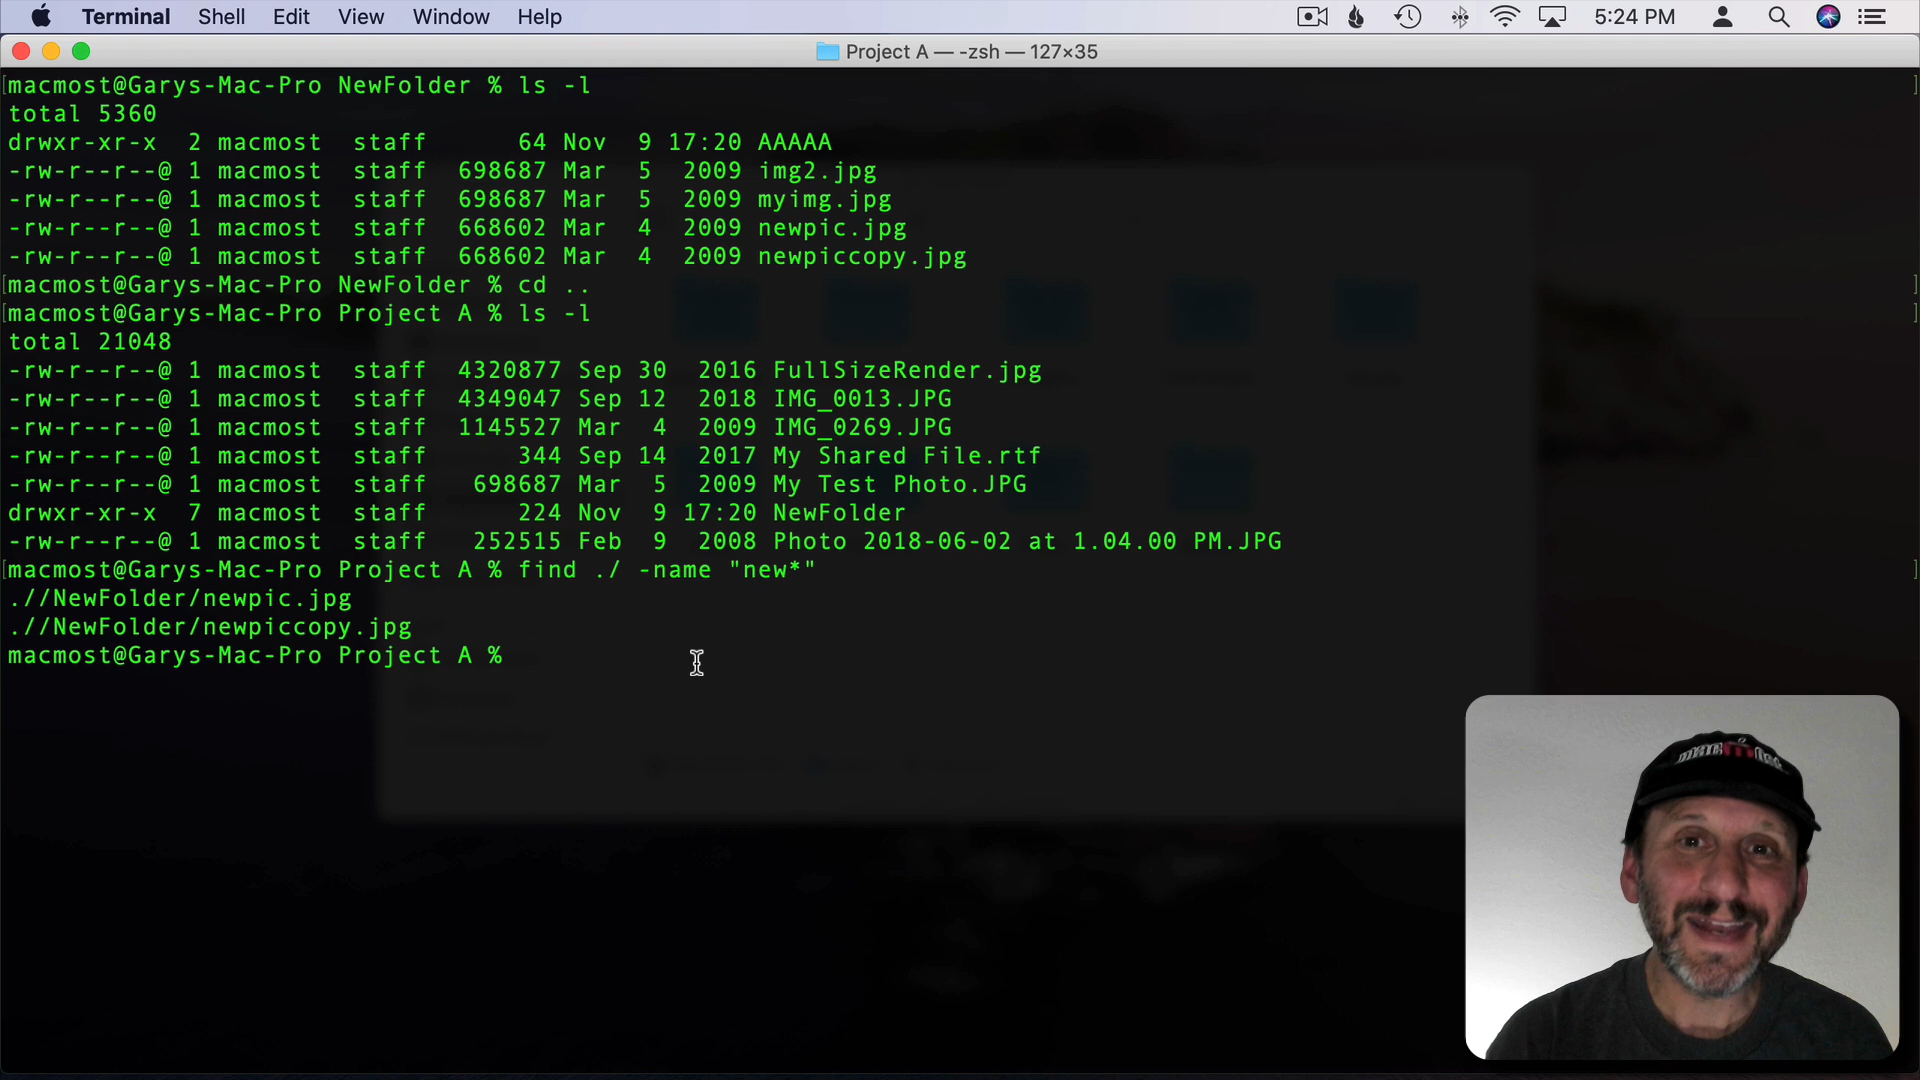 Terminal Shell Edit View Window Help 5:24 PM
Project A — -zsh — 127×35
macmost@Garys-Mac-Pro NewFolder % ls -l
total 5360
drwxr-xr-x 2 macmost staff 64 Nov 9 17:20 AAAAA
-rw-r--r--@ 1 macmost staff 698687 Mar 5 2009 img2.jpg
-rw-r--r--@ 1 macmost staff 698687 Mar 5 2009 myimg.jpg
-rw-r--r--@ 1 macmost staff 668602 Mar 4 2009 newpic.jpg
-rw-r--r--@ 1 macmost staff 668602 Mar 4 2009 newpiccopy.jpg
macmost@Garys-Mac-Pro NewFolder % cd ..
macmost@Garys-Mac-Pro Project A % ls -l
total 21048
-rw-r--r--@ 1 macmost staff 4320877 Sep 30 2016 FullSizeRender.jpg
-rw-r--r--@ 1 macmost staff 4349047 Sep 12 2018 IMG_0013.JPG
-rw-r--r--@ 1 macmost staff 1145527 Mar 4 2009 IMG_0269.JPG
-rw-r--r--@ 1 macmost staff 344 Sep 14 2017 My Shared File.rtf
-rw-r--r--@ 1 macmost staff 698687 Mar 5 2009 My Test Photo.JPG
drwxr-xr-x 7 macmost staff 224 Nov 9 17:20 NewFolder
-rw-r--r--@ 1 macmost staff 252515 Feb 9 2008 Photo 2018-06-02 at 1.04.00 PM.JPG
macmost@Garys-Mac-Pro Project A % find ./ -name "new*"
.//NewFolder/newpic.jpg
.//NewFolder/newpiccopy.jpg
macmost@Garys-Mac-Pro Project A %